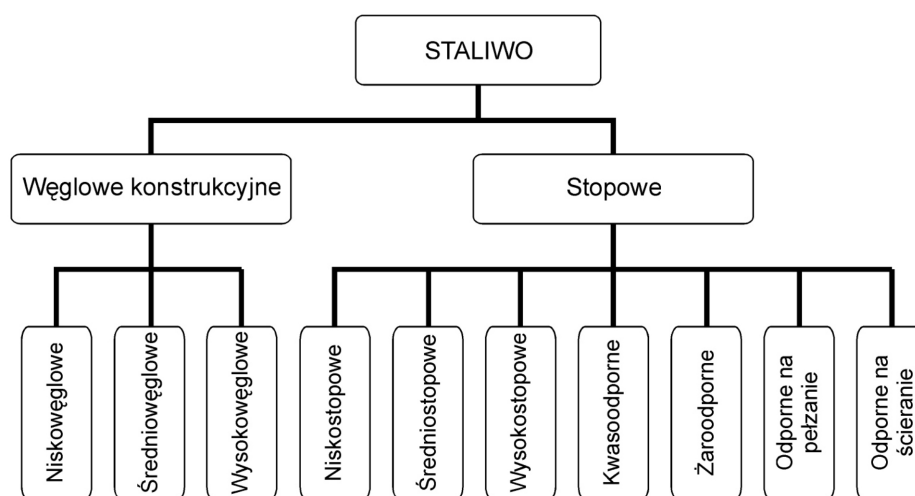 STALIWO
Węglowe konstrukcyjne
Stopowe
Niskowęglowe
Średniowęglowe
Wysokowęglowe
Niskostopowe
Średniostopowe
Wysokostopowe
Kwasoodporne
Żaroodporne
Odporne na
pełzanie
Odporne na
ścieranie